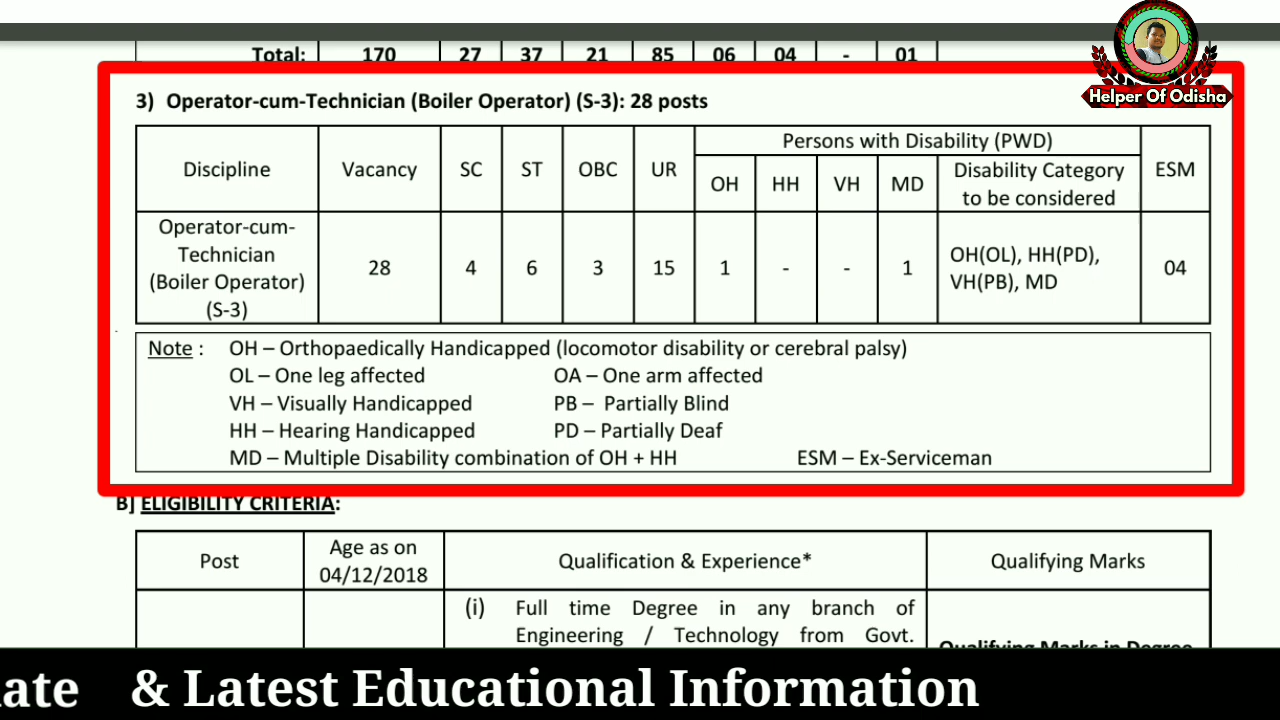 Total: 170 27 37 21 85 06 04 - 01
Helper Of Odisha
3) Operator-cum-Technician (Boiler Operator) (S-3): 28 posts
Discipline Vacancy SC ST OBC UR Persons with Disability (PWD) ESM
OH HH VH MD Disability Category
to be considered
Operator-cum-
Technician
(Boiler Operator)
(S-3)
28 4 6 3 15 1 - - 1 OH(OL), HH(PD),
VH(PB), MD
04
Note : OH – Orthopaedically Handicapped (locomotor disability or cerebral palsy)
OL – One leg affected OA – One arm affected
VH – Visually Handicapped PB – Partially Blind
HH – Hearing Handicapped PD – Partially Deaf
MD – Multiple Disability combination of OH + HH ESM – Ex-Serviceman
B] ELIGIBILITY CRITERIA:
Post Age as on
04/12/2018
Qualification & Experience* Qualifying Marks
(i) Full time Degree in any branch of
Engineering / Technology from Govt.
Qualifying Marks in Degree
& Latest Educational Information